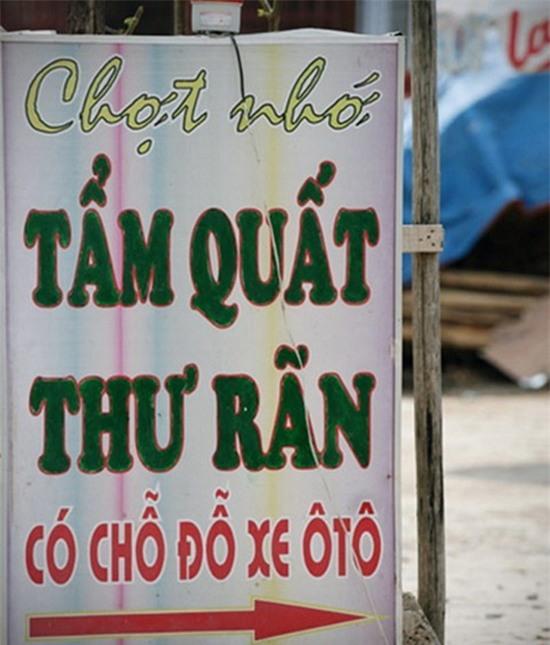 Chợt nhớ
TẨM QUẤT
THƯ RÃN
CÓ CHỖ ĐỖ XE ÔTÔ